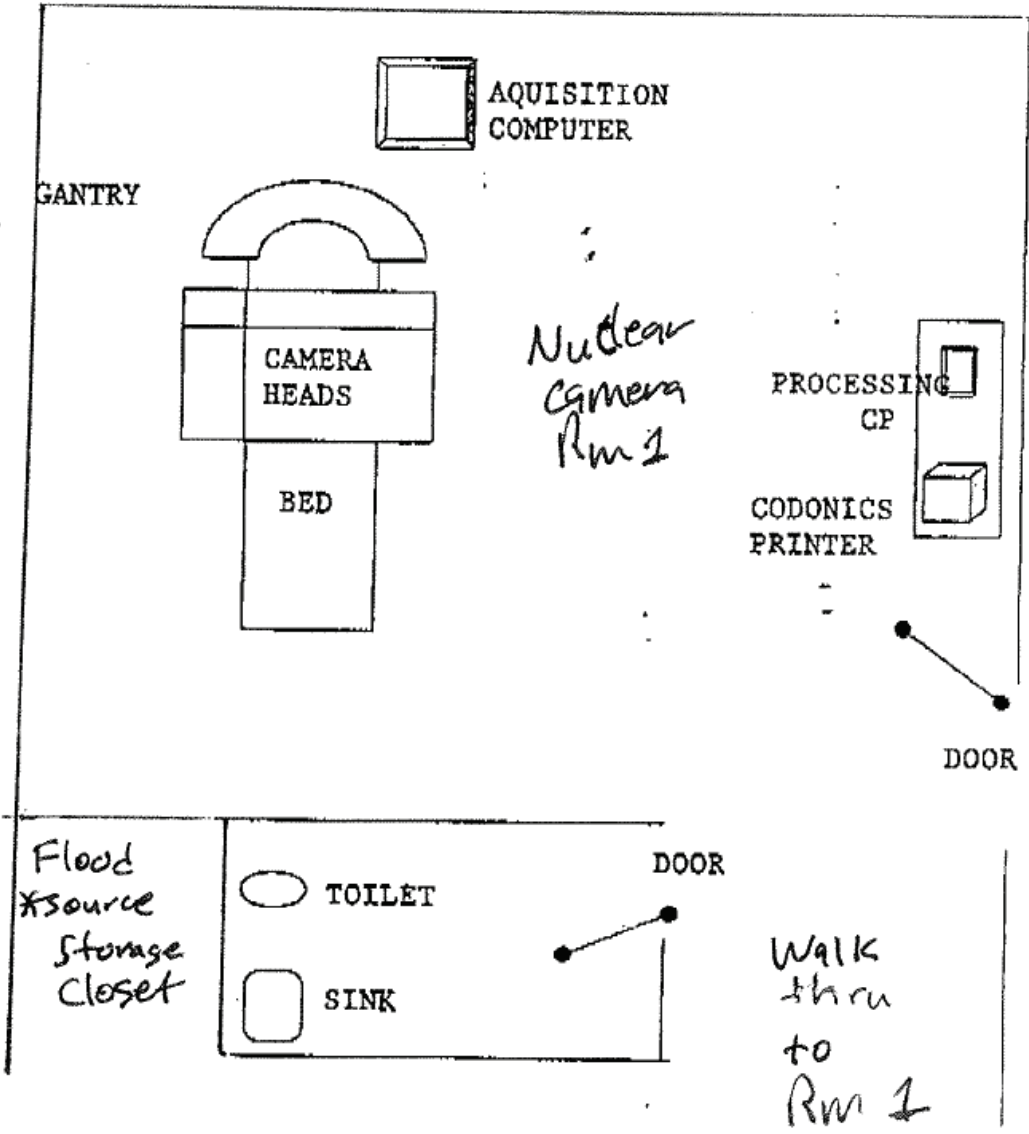 AQUISITION
COMPUTER
GANTRY
CAMERA
HEADS
Nuclear
camera
Rm 1
PROCESSING
CP
BED
CODONICS
PRINTER
DOOR
Flood
*source
storage
closet
TOILET
DOOR
SINK
Walk
thru
to
Rm 1